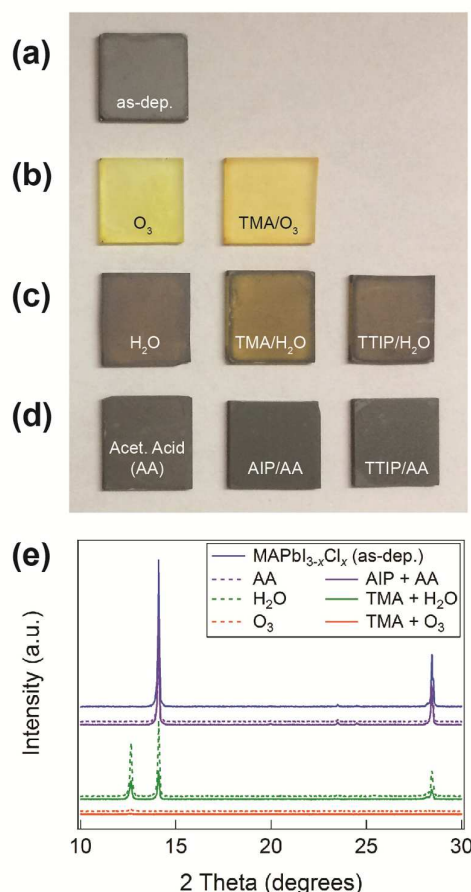 (a)
as-dep.
(b)
O₃
TMA/O₃
(c)
H₂O
TMA/H₂O
TTIP/H₂O
(d)
Acet. Acid
(AA)
AIP/AA
TTIP/AA
(e)
MAPbI₃₋ₓClₓ (as-dep.)
AA
AIP + AA
H₂O
TMA + H₂O
O₃
TMA + O₃
Intensity (a.u.)
10 15 20 25 30
2 Theta (degrees)